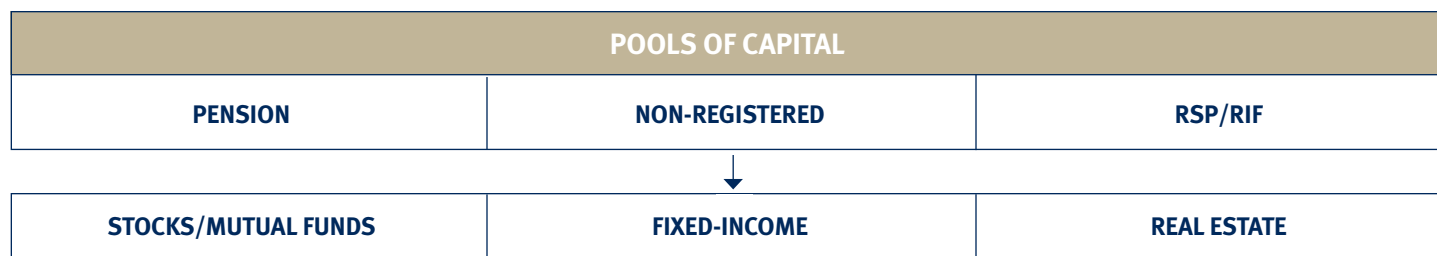 POOLS OF CAPITAL
PENSION NON-REGISTERED RSP/RIF
STOCKS/MUTUAL FUNDS FIXED-INCOME REAL ESTATE